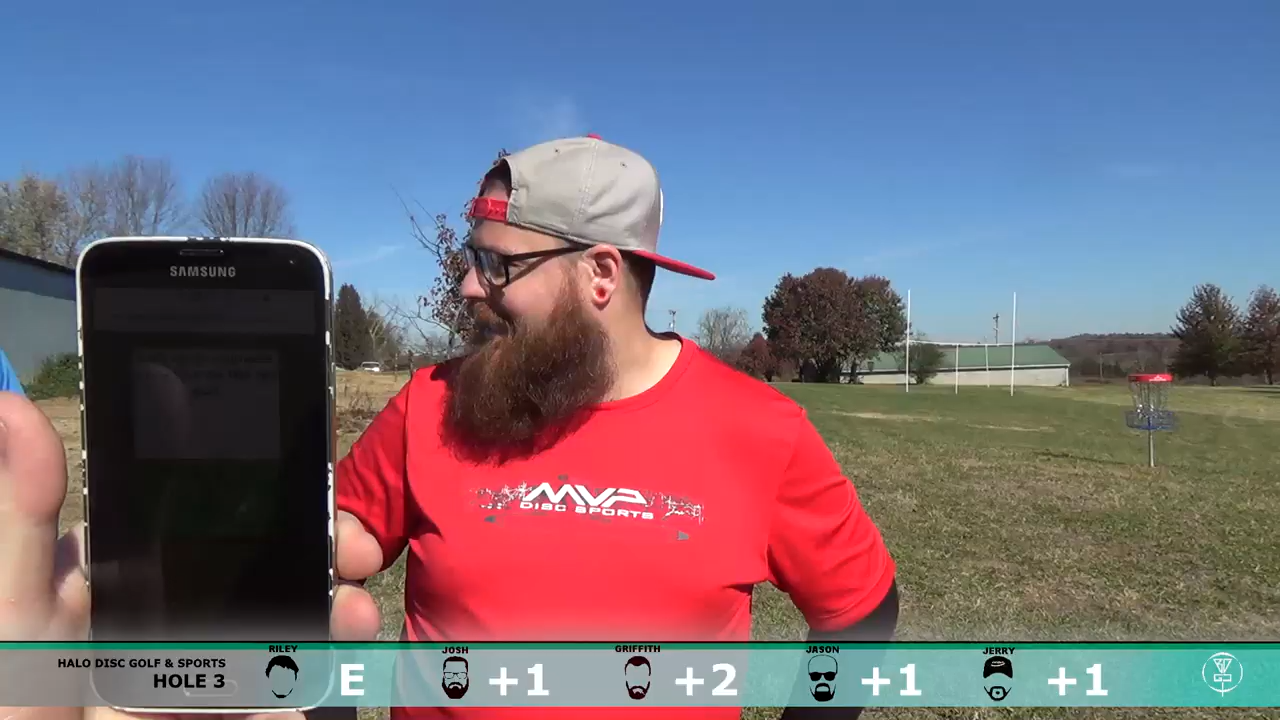 SAMSUNG
MVP
DISC SPORTS
HALO DISC GOLF & SPORTS
HOLE 3
RILEY
E
JOSH
+1
GRIFFITH
+2
JASON
+1
JERRY
+1